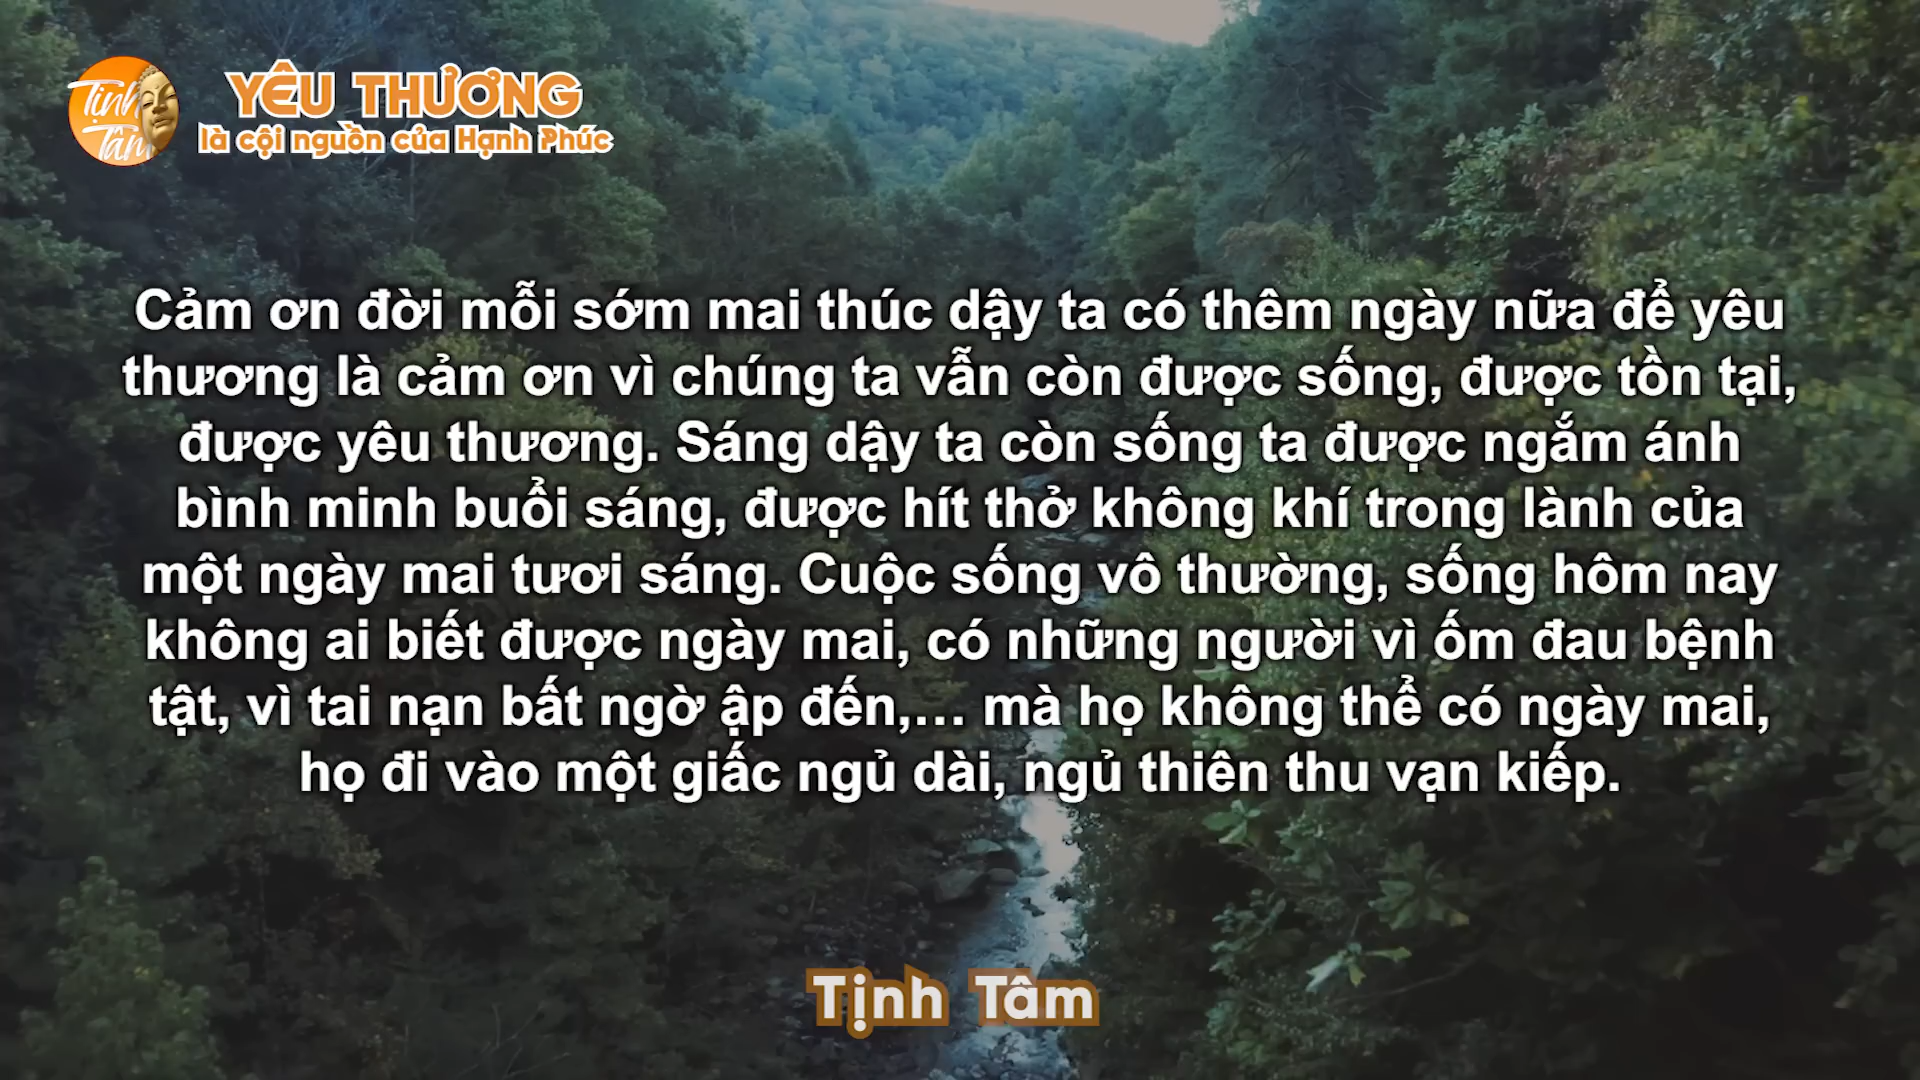 Tịnh
Tâm
YÊU THƯƠNG
là cội nguồn của Hạnh Phúc
Cảm ơn đời mỗi sớm mai thúc dậy ta có thêm ngày nữa để yêu
thương là cảm ơn vì chúng ta vẫn còn được sống, được tồn tại,
được yêu thương. Sáng dậy ta còn sống ta được ngắm ánh
bình minh buổi sáng, được hít thở không khí trong lành của
một ngày mai tươi sáng. Cuộc sống vô thường, sống hôm nay
không ai biết được ngày mai, có những người vì ốm đau bệnh
tật, vì tai nạn bất ngờ ập đến,… mà họ không thể có ngày mai,
họ đi vào một giấc ngủ dài, ngủ thiên thu vạn kiếp.
Tịnh Tâm